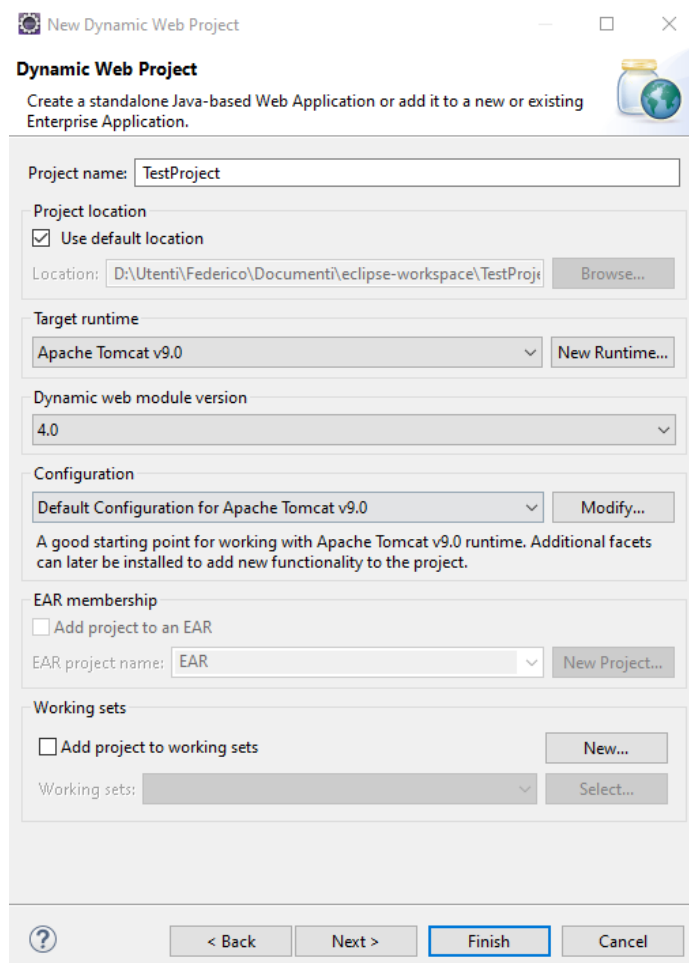 New Dynamic Web Project
Dynamic Web Project
Create a standalone Java-based Web Application or add it to a new or existing
Enterprise Application.
Project name: TestProject
Project location
Use default location
Location: D:\Utenti\Federico\Documenti\eclipse-workspace\TestProje Browse...
Target runtime
Apache Tomcat v9.0 New Runtime...
Dynamic web module version
4.0
Configuration
Default Configuration for Apache Tomcat v9.0 Modify...
A good starting point for working with Apache Tomcat v9.0 runtime. Additional facets
can later be installed to add new functionality to the project.
EAR membership
Add project to an EAR
EAR project name: EAR New Project...
Working sets
Add project to working sets New...
Working sets: Select...
? < Back Next > Finish Cancel